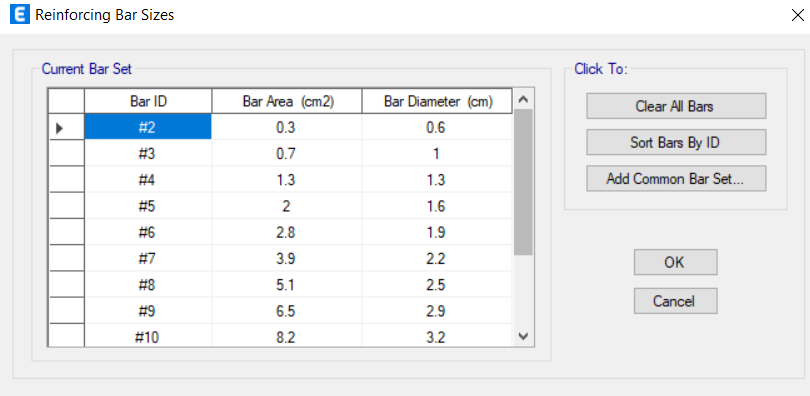 E Reinforcing Bar Sizes
Current Bar Set
Bar ID Bar Area (cm2) Bar Diameter (cm)
#2 0.3 0.6
#3 0.7 1
#4 1.3 1.3
#5 2 1.6
#6 2.8 1.9
#7 3.9 2.2
#8 5.1 2.5
#9 6.5 2.9
#10 8.2 3.2
Click To:
Clear All Bars
Sort Bars By ID
Add Common Bar Set...
OK
Cancel